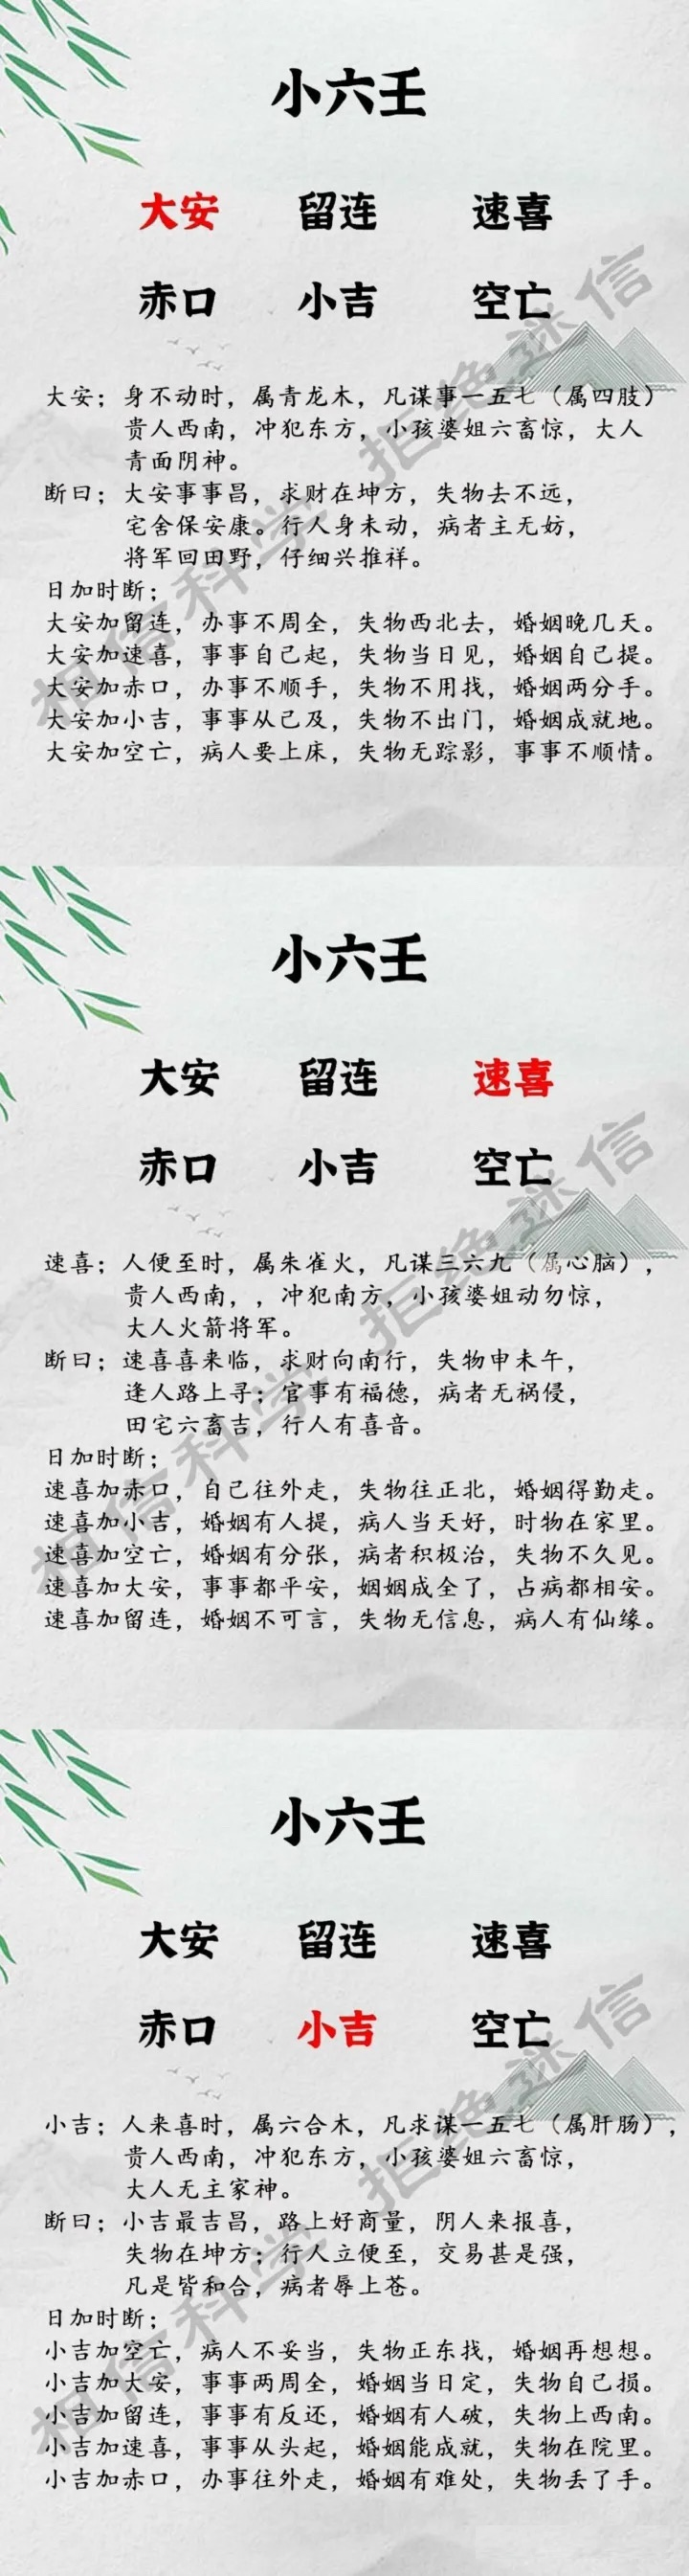 小六壬
大安 留连 速喜
赤口 小吉 空亡
大安；身不动时，属青龙木，凡谋事一五七（属四肢）
贵人西南，冲犯东方，小孩婆姐六畜惊，大人
青面阴神。
断曰；大安事事昌，求财在坤方，失物去不远，
宅舍保安康。行人身未动，病者主无妨，
将军回田野，仔细兴推祥。
日加时断；
大安加留连，办事不周全，失物西北去，婚姻晚几天。
大安加速喜，事事自己起，失物当日见，婚姻自己提。
大安加赤口，办事不顺手，失物不用找，婚姻两分手。
大安加小吉，事事从己及，失物不出门，婚姻成就地。
大安加空亡，病人要上床，失物无踪影，事事不顺情。
相信科学 拒绝迷信
小六壬
大安 留连 速喜
赤口 小吉 空亡
速喜；人便至时，属朱雀火，凡谋三六九（属心脑），
贵人西南，，冲犯南方，小孩婆姐动勿惊，
大人火箭将军。
断曰；速喜喜来临，求财向南行，失物申未午，
逢人路上寻；官事有福德，病者无祸侵，
田宅六畜吉，行人有喜音。
日加时断；
速喜加赤口，自己往外走，失物往正北，婚姻得勤走。
速喜加小吉，婚姻有人提，病人当天好，时物在家里。
速喜加空亡，婚姻有分张，病者积极治，失物不久见。
速喜加大安，事事都平安，姻姻成全了，占病都相安。
速喜加留连，婚姻不可言，失物无信息，病人有仙缘。
相信科学 拒绝迷信
小六壬
大安 留连 速喜
赤口 小吉 空亡
小吉；人来喜时，属六合木，凡求谋一五七（属肝肠），
贵人西南，冲犯东方，小孩婆姐六畜惊，
大人无主家神。
断曰；小吉最吉昌，路上好商量，阴人来报喜，
失物在坤方；行人立便至，交易甚是强，
凡是皆和合，病者辱上苍。
日加时断；
小吉加空亡，病人不妥当，失物正东找，婚姻再想想。
小吉加大安，事事两周全，婚姻当日定，失物自己损。
小吉加留连，事事有反还，婚姻有人破，失物上西南。
小吉加速喜，事事从头起，婚姻能成就，失物在院里。
小吉加赤口，办事往外走，婚姻有难处，失物丢了手。
相信科学 拒绝迷信